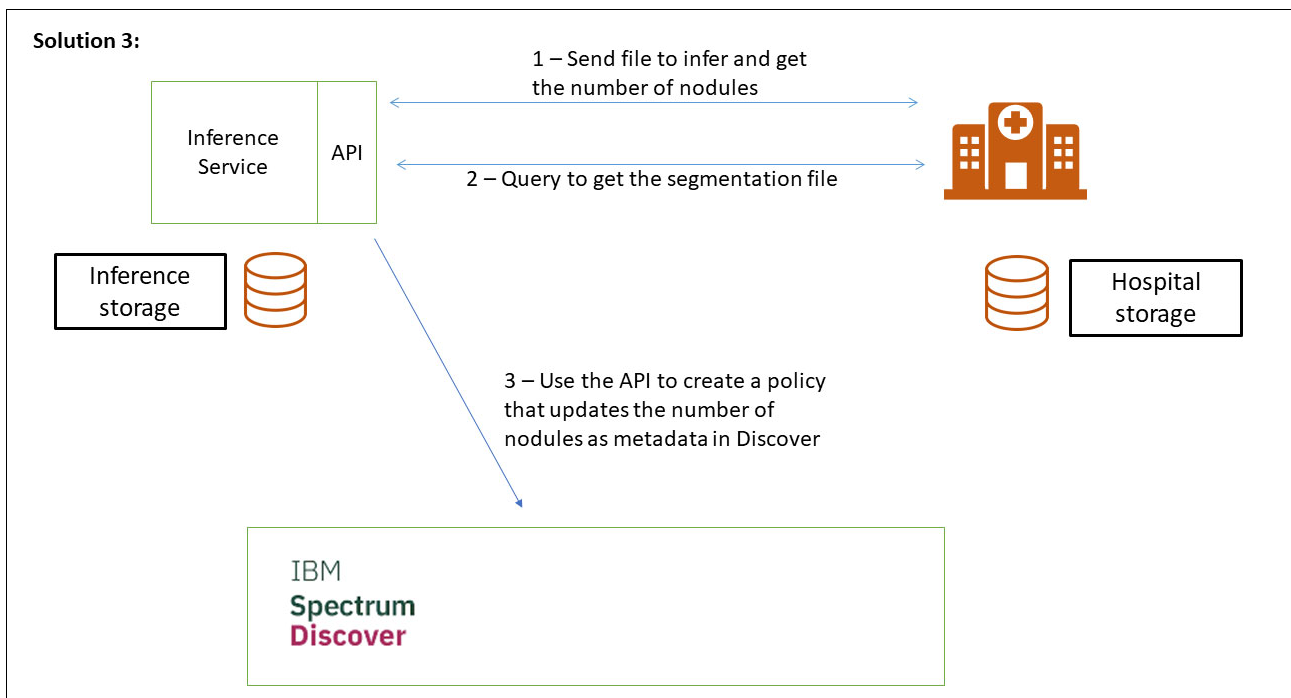 Solution 3:
1 – Send file to infer and get
the number of nodules
Inference
Service
API
2 – Query to get the segmentation file
Inference
storage
Hospital
storage
3 – Use the API to create a policy
that updates the number of
nodules as metadata in Discover
IBM
Spectrum
Discover